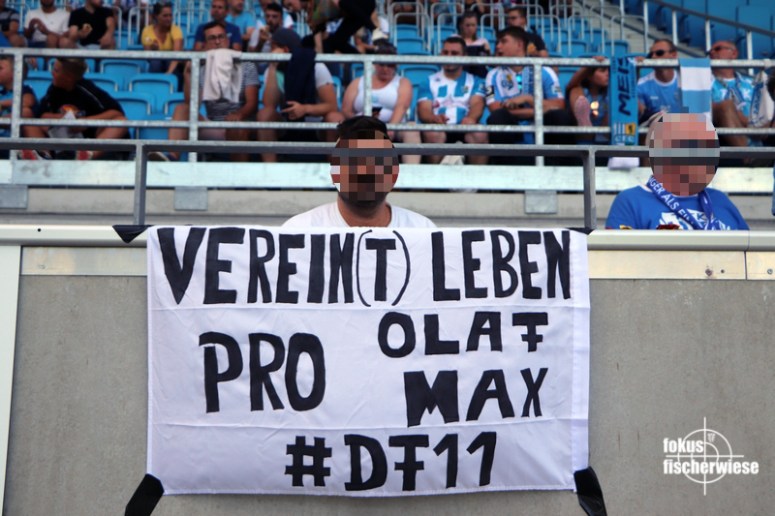 VEREIN(T) LEBEN
PRO OLAF
MAX
#DF11
fokus
fischerwiese